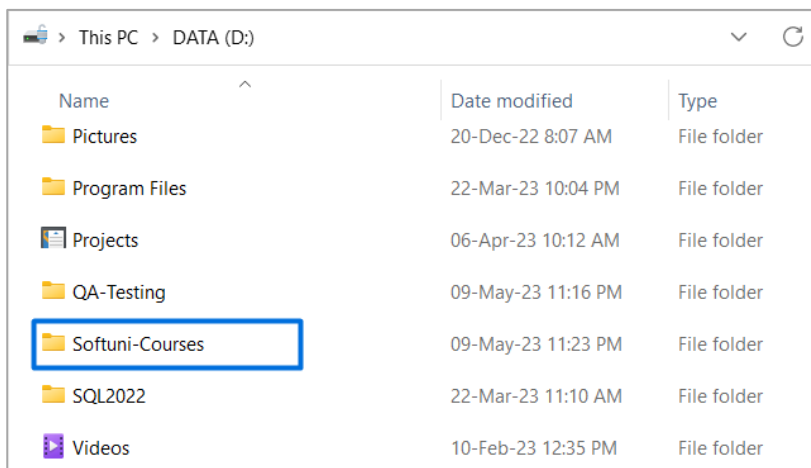 This PC > DATA (D:)
Name Date modified Type
Pictures 20-Dec-22 8:07 AM File folder
Program Files 22-Mar-23 10:04 PM File folder
Projects 06-Apr-23 10:12 AM File folder
QA-Testing 09-May-23 11:16 PM File folder
Softuni-Courses 09-May-23 11:23 PM File folder
SQL2022 22-Mar-23 11:10 AM File folder
Videos 10-Feb-23 12:35 PM File folder